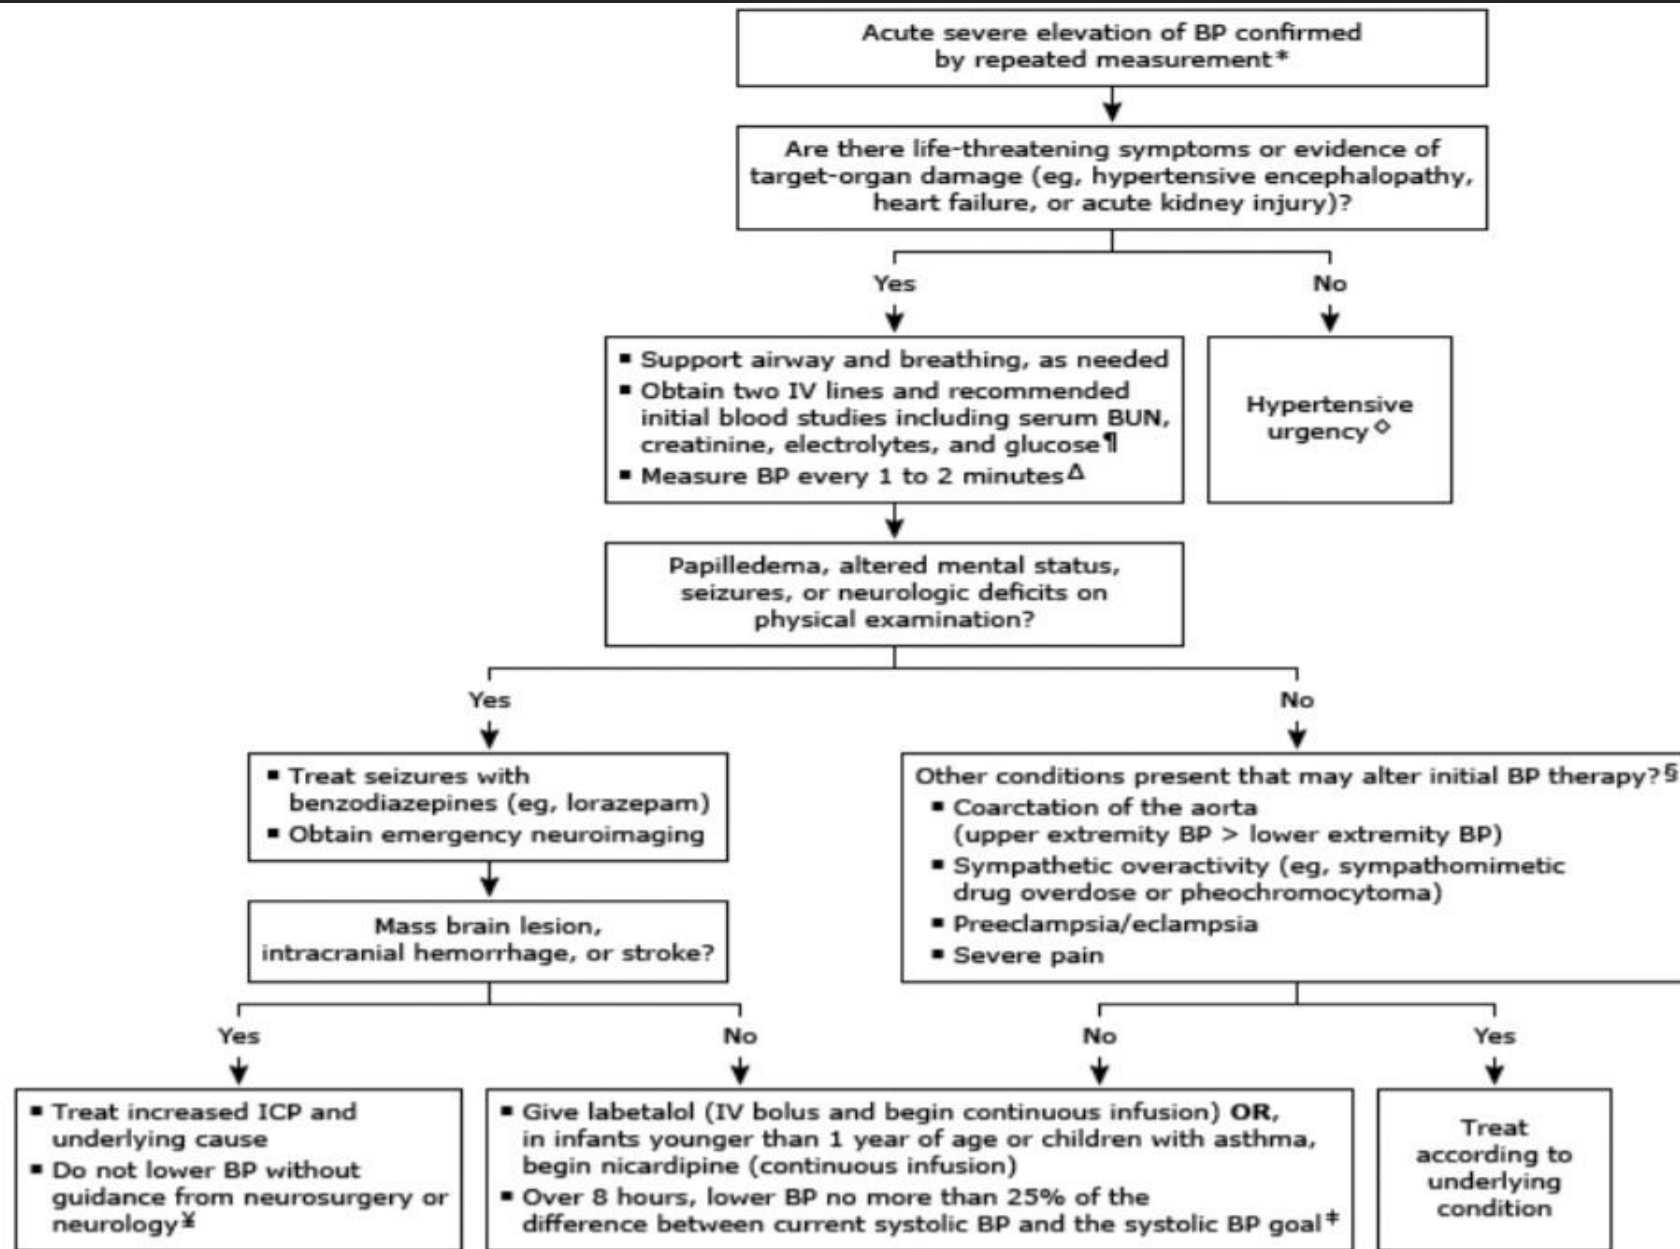 Acute severe elevation of BP confirmed
by repeated measurement*
Are there life-threatening symptoms or evidence of
target-organ damage (eg, hypertensive encephalopathy,
heart failure, or acute kidney injury)?
Yes
No
▪ Support airway and breathing, as needed
▪ Obtain two IV lines and recommended
initial blood studies including serum BUN,
creatinine, electrolytes, and glucose¶
▪ Measure BP every 1 to 2 minutesΔ
Hypertensive
urgency◇
Papilledema, altered mental status,
seizures, or neurologic deficits on
physical examination?
Yes
No
▪ Treat seizures with
benzodiazepines (eg, lorazepam)
▪ Obtain emergency neuroimaging
Other conditions present that may alter initial BP therapy?§
▪ Coarctation of the aorta
(upper extremity BP > lower extremity BP)
▪ Sympathetic overactivity (eg, sympathomimetic
drug overdose or pheochromocytoma)
▪ Preeclampsia/eclampsia
▪ Severe pain
Mass brain lesion,
intracranial hemorrhage, or stroke?
Yes
No
No
Yes
▪ Treat increased ICP and
underlying cause
▪ Do not lower BP without
guidance from neurosurgery or
neurology¥
▪ Give labetalol (IV bolus and begin continuous infusion) OR,
in infants younger than 1 year of age or children with asthma,
begin nicardipine (continuous infusion)
▪ Over 8 hours, lower BP no more than 25% of the
difference between current systolic BP and the systolic BP goal‡
Treat
according to
underlying
condition